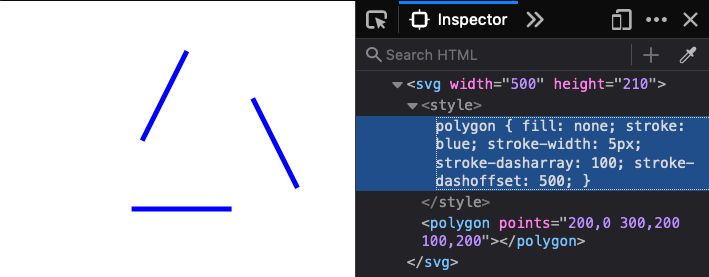 Inspector
Search HTML
<svg width="500" height="210">
<style>
polygon { fill: none; stroke:
blue; stroke-width: 5px;
stroke-dasharray: 100; stroke-
dashoffset: 500; }
</style>
<polygon points="200,0 300,200
100,200"></polygon>
</svg>